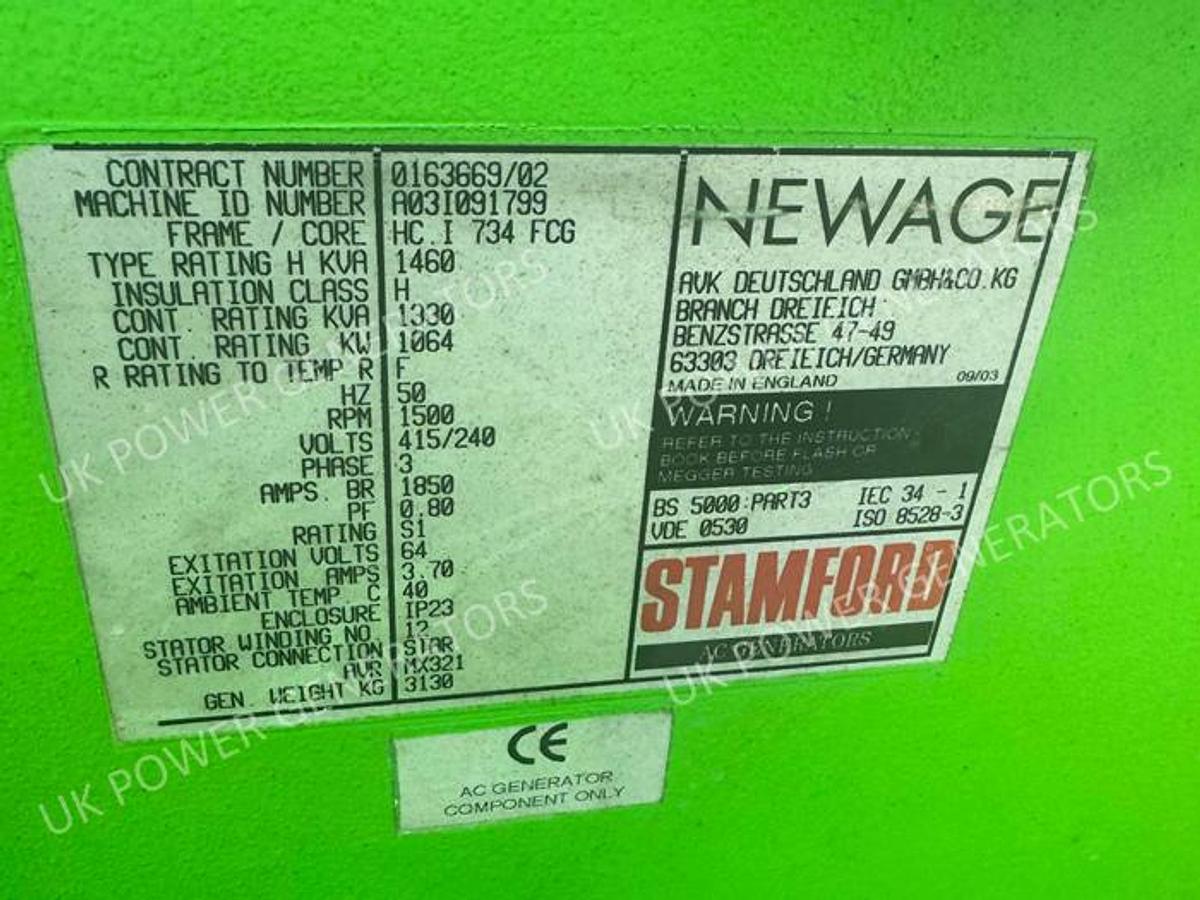 CONTRACT NUMBER 0163669/02
MACHINE ID NUMBER A03I091799
FRAME / CORE HC.I 734 FCG
TYPE RATING H KVA 1460
INSULATION CLASS H
CONT. RATING KVA 1330
CONT. RATING KW 1064
R RATING TO TEMP R F
HZ 50
RPM 1500
VOLTS 415/240
PHASE 3
AMPS. BR 1850
PF 0.80
RATING S1
EXITATION VOLTS 64
EXITATION AMPS 3.70
AMBIENT TEMP. C 40
ENCLOSURE IP23
STATOR WINDING NO. 12
STATOR CONNECTION STAR
AVR MX321
GEN. WEIGHT KG 3130
NEWAGE
AVK DEUTSCHLAND GMBH&CO.KG
BRANCH DREIEICH
BENZSTRASSE 47-49
63303 DREIEICH/GERMANY
MADE IN ENGLAND 09/03
WARNING !
REFER TO THE INSTRUCTION
BOOK BEFORE FLASH OR
MEGGER TESTING
BS 5000:PART3 IEC 34 - 1
VDE 0530 ISO 8528-3
STAMFORD
AC GENERATORS
CE
AC GENERATOR
COMPONENT ONLY
UK POWER GENERATORS
UK POWER GENERATORS
UK POWER GENERATORS
UK POWER GENERATORS